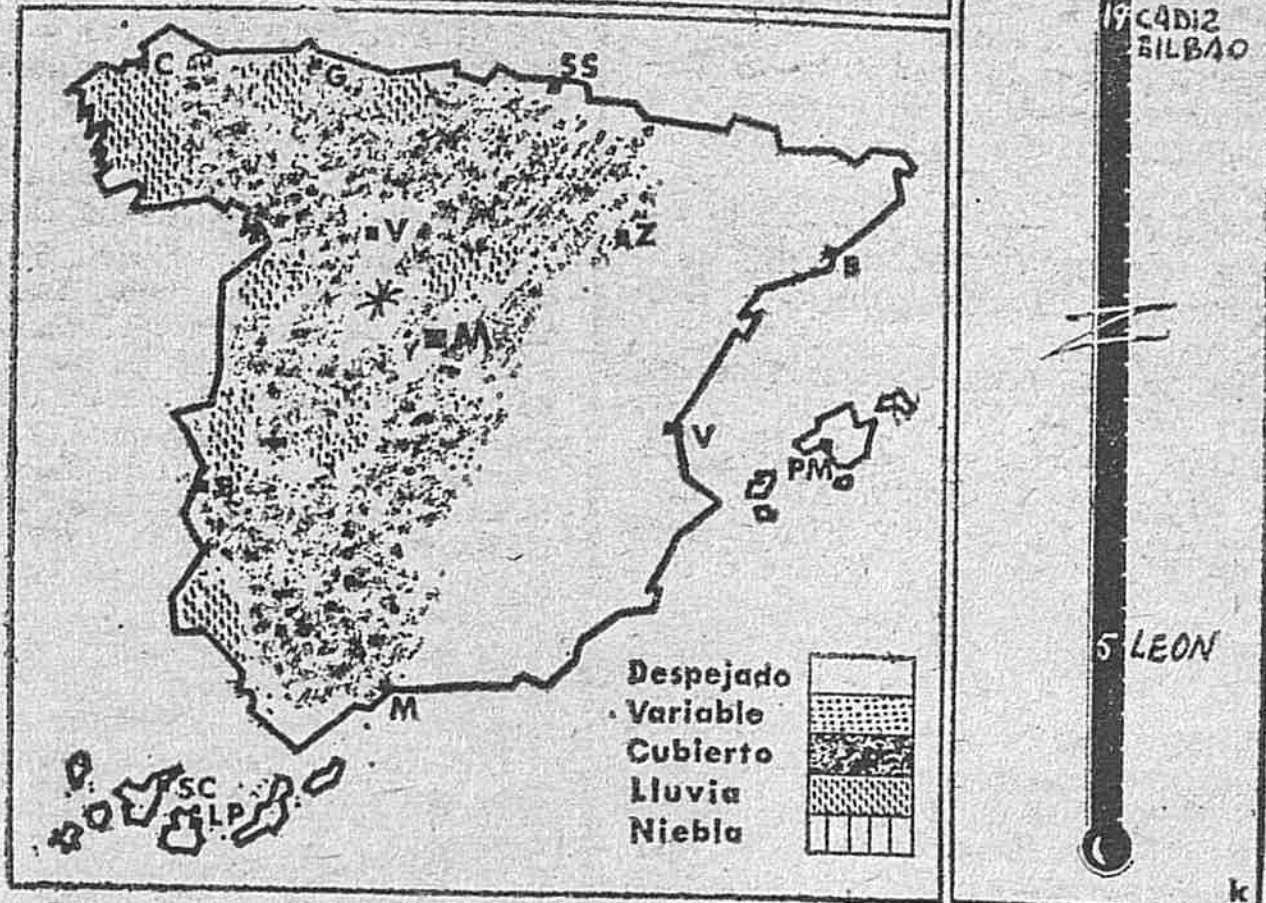 C
G
SS
V
Z
B
M
V
PM
M
SC
LP
Despejado
Variable
Cubierto
Lluvia
Niebla
19 CADIZ
BILBAO
5 LEON
k